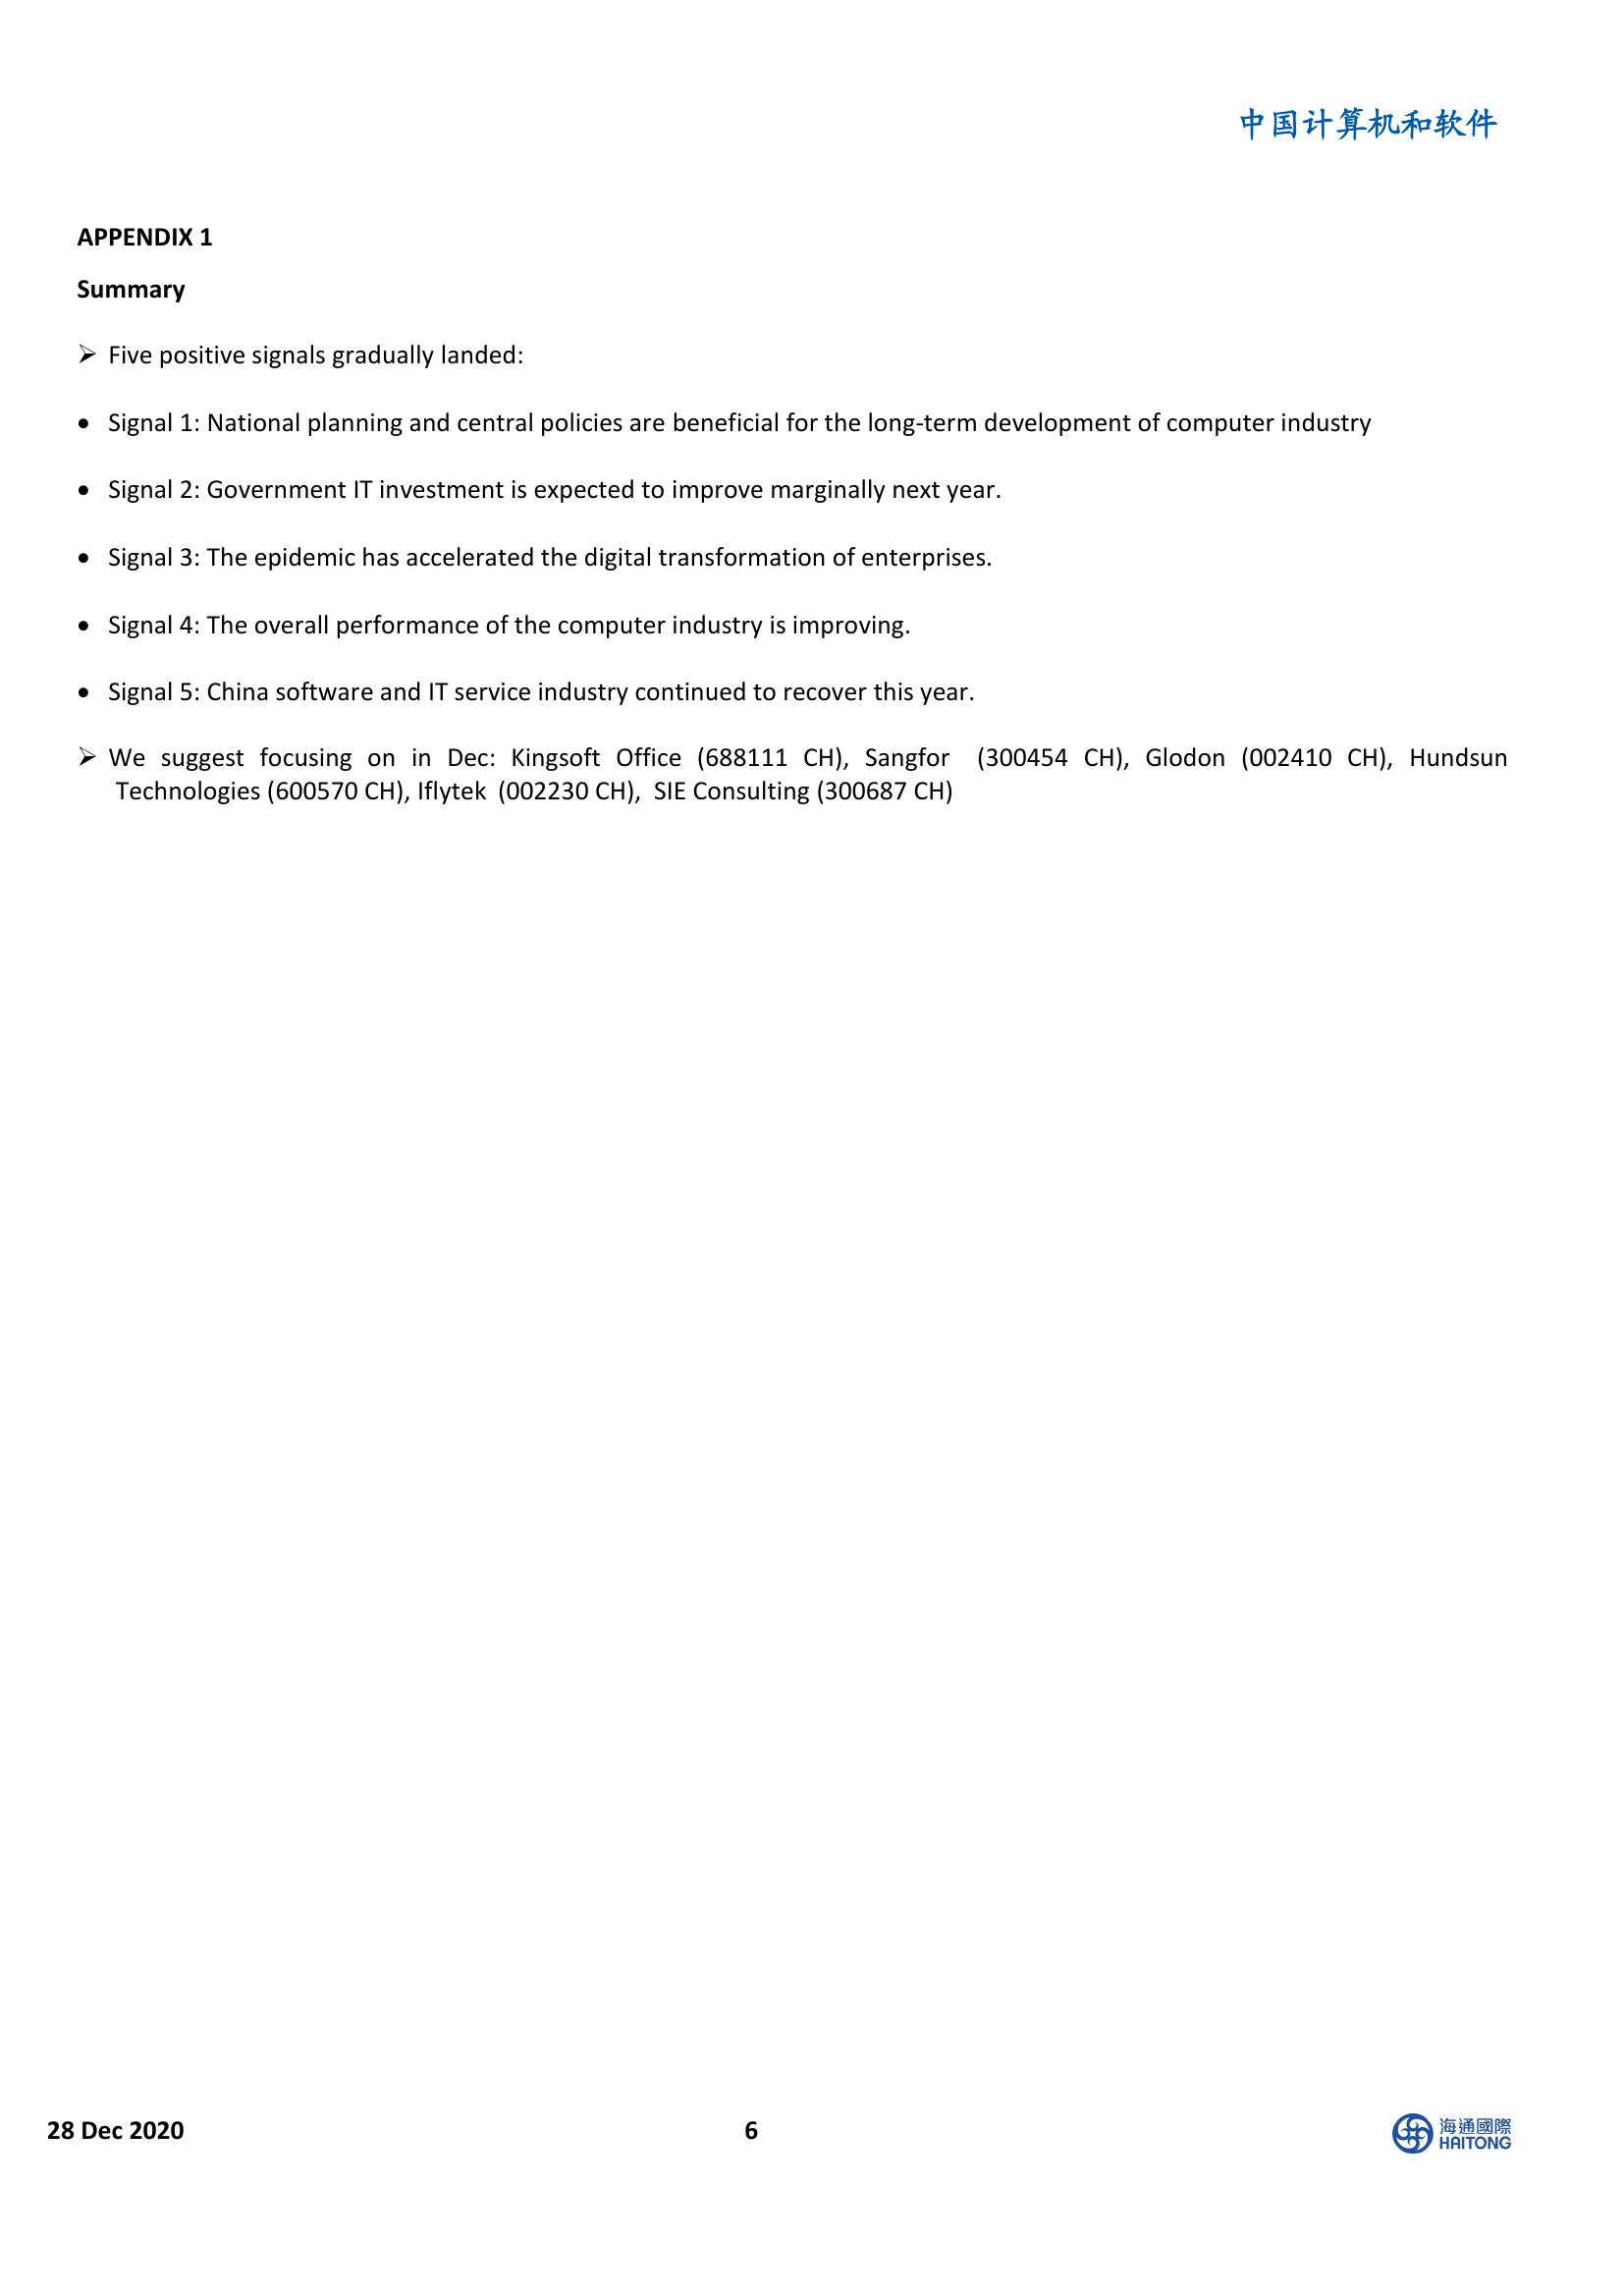 中国计算机和软件
APPENDIX 1
Summary
➢ Five positive signals gradually landed:
• Signal 1: National planning and central policies are beneficial for the long-term development of computer industry
• Signal 2: Government IT investment is expected to improve marginally next year.
• Signal 3: The epidemic has accelerated the digital transformation of enterprises.
• Signal 4: The overall performance of the computer industry is improving.
• Signal 5: China software and IT service industry continued to recover this year.
➢ We suggest focusing on in Dec: Kingsoft Office (688111 CH), Sangfor (300454 CH), Glodon (002410 CH), Hundsun
Technologies (600570 CH), Iflytek (002230 CH), SIE Consulting (300687 CH)
28 Dec 2020
6
海通國際
HAITONG